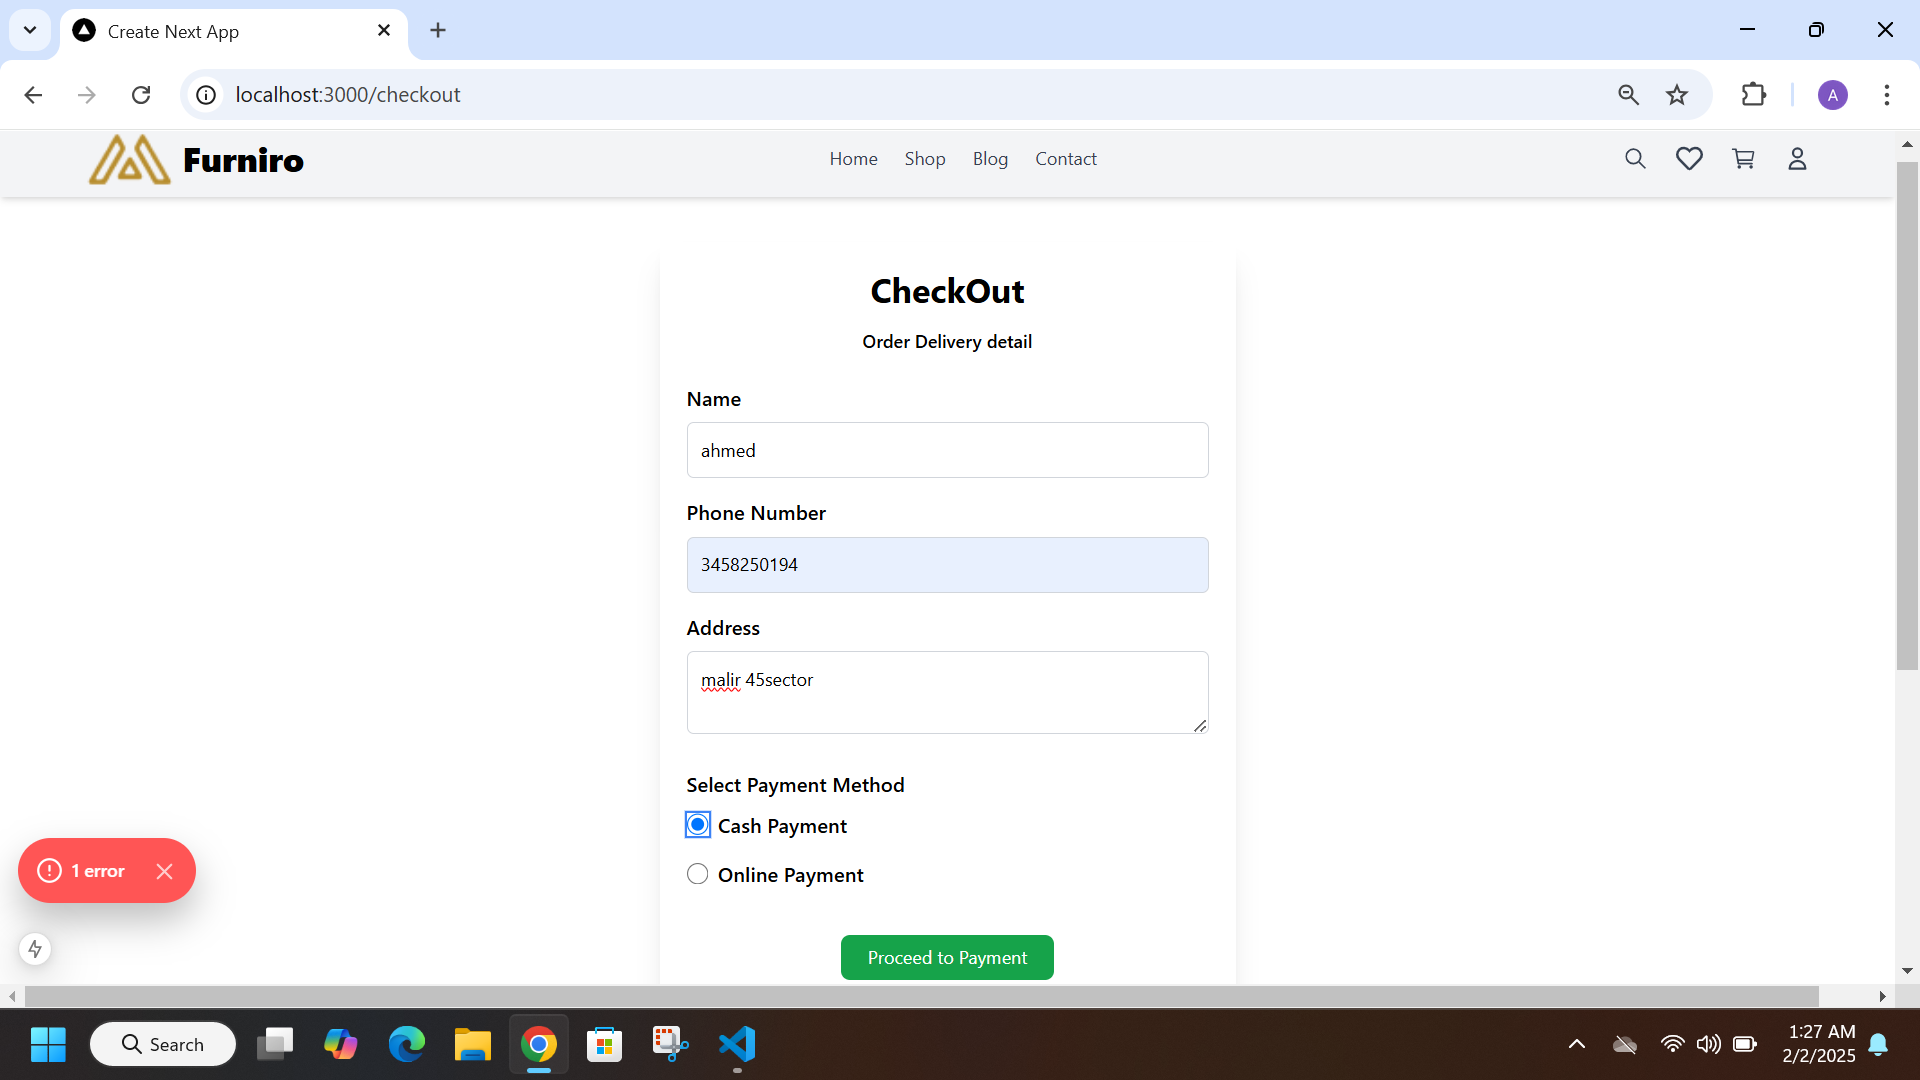 Create Next App
localhost:3000/checkout
A
Furniro
Home Shop Blog Contact
CheckOut
Order Delivery detail
Name
ahmed
Phone Number
3458250194
Address
malir 45sector
Select Payment Method
Cash Payment
Online Payment
1 error
Proceed to Payment
Search
1:27 AM
2/2/2025